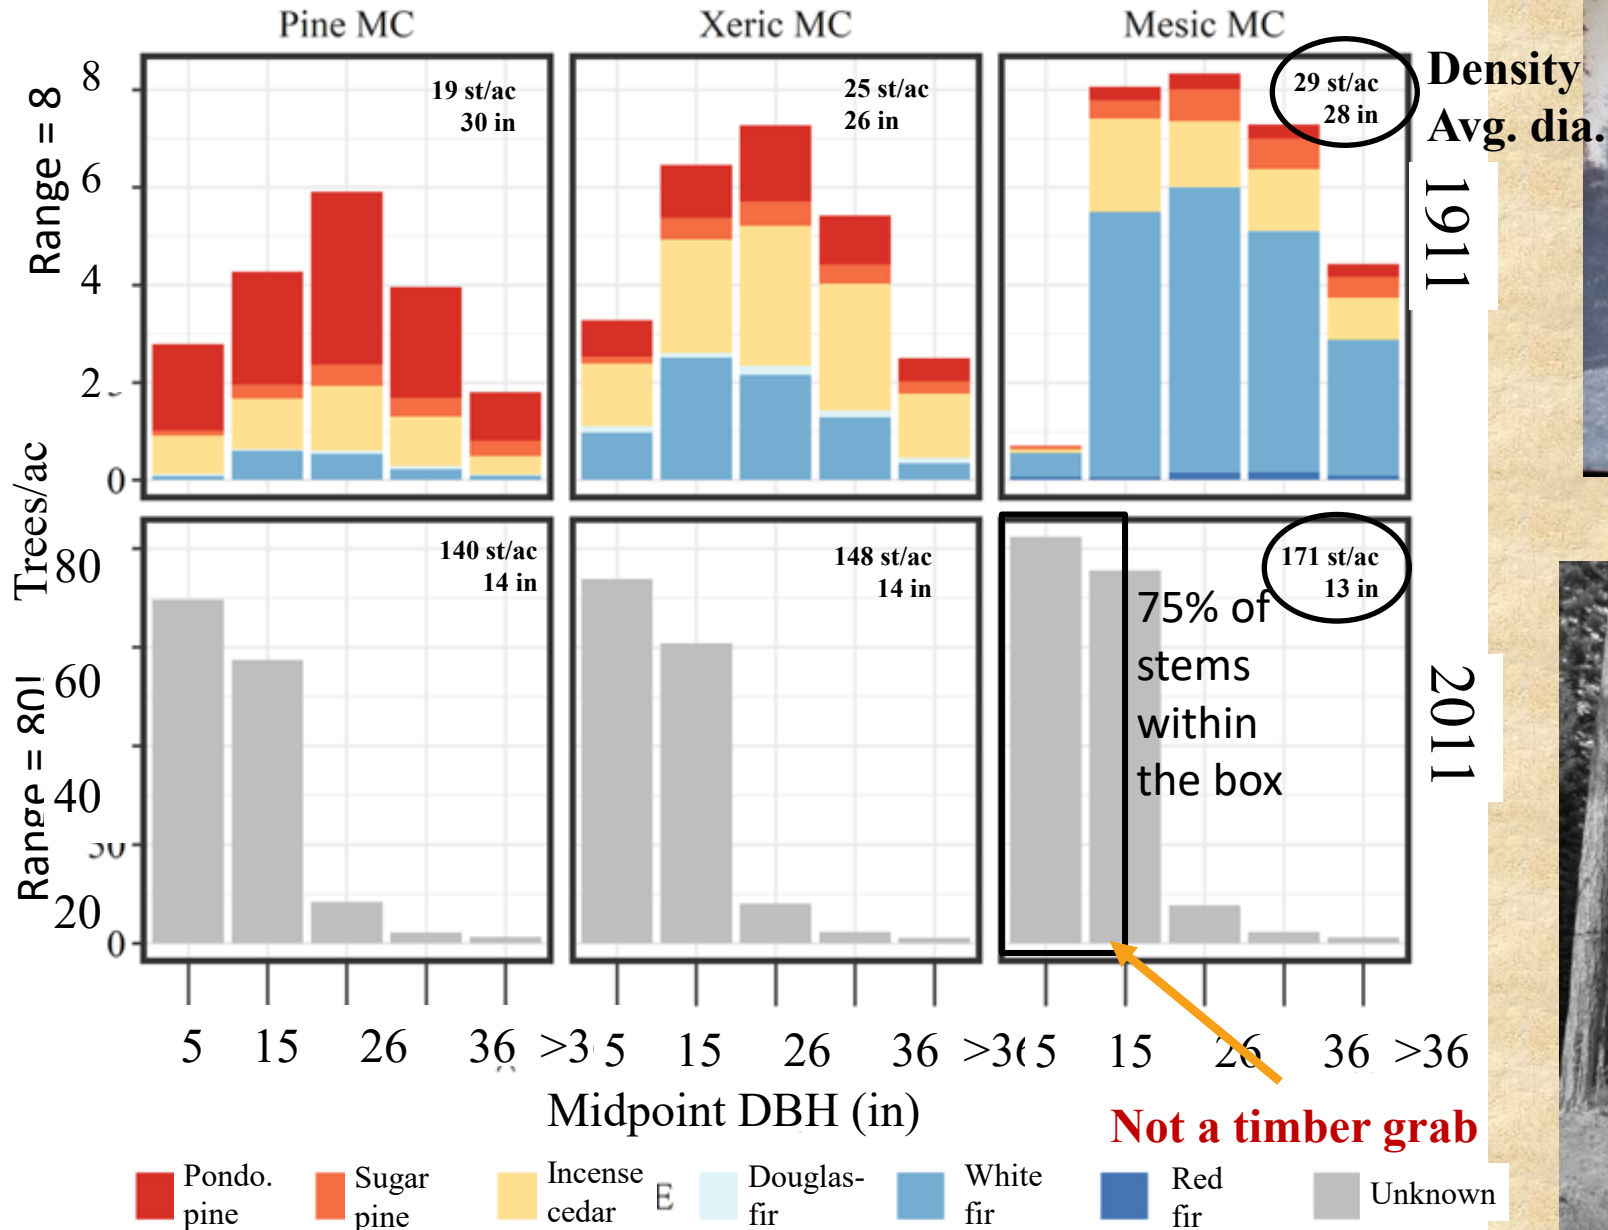 Pine MC
Xeric MC
Mesic MC
Range = 8
8
6
4
2
0
19 st/ac
30 in
25 st/ac
26 in
29 st/ac
28 in
Density
Avg. dia.
1911
Trees/ac
Range = 80!
80
60
40
20
0
140 st/ac
14 in
148 st/ac
14 in
171 st/ac
13 in
75% of
stems
within
the box
2011
5 15 26 36 5 15 26 36 5 15 26 36 >36
Midpoint DBH (in)
Not a timber grab
Pondo.
pine
Sugar
pine
Incense
cedar
E
Douglas-
fir
White
fir
Red
fir
Unknown